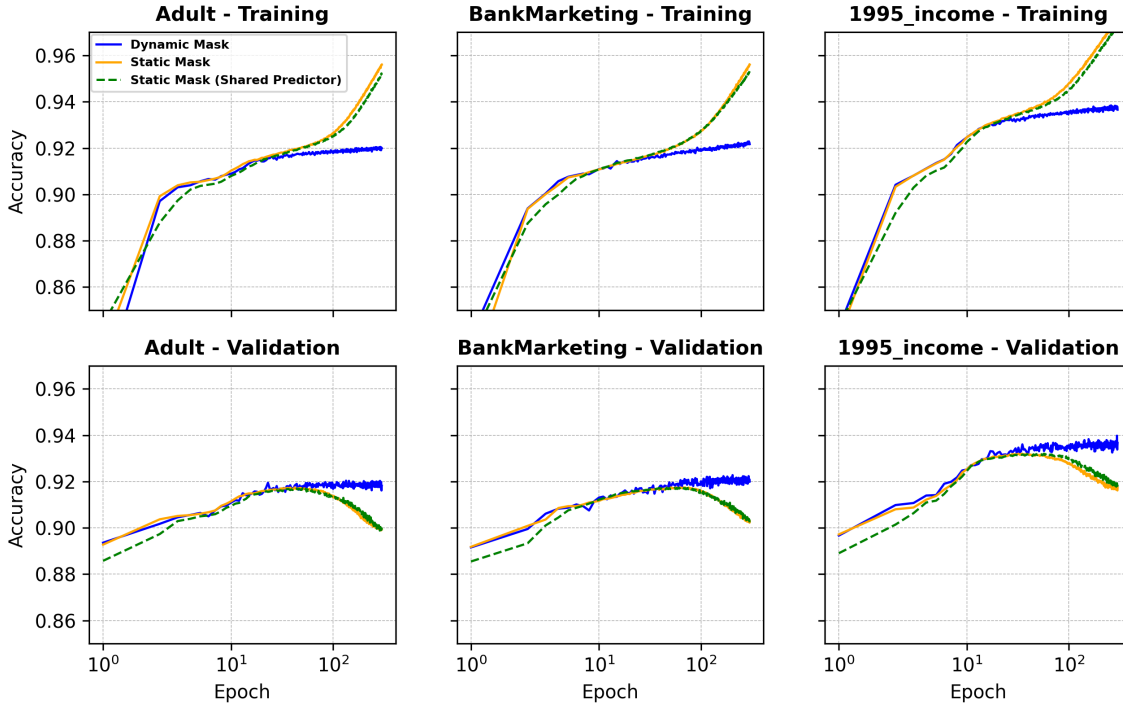 Adult - Training
BankMarketing - Training
1995_income - Training
Accuracy
0.96
0.94
0.92
0.90
0.88
0.86
Dynamic Mask
Static Mask
Static Mask (Shared Predictor)
Adult - Validation
BankMarketing - Validation
1995_income - Validation
Accuracy
0.96
0.94
0.92
0.90
0.88
0.86
10⁰ 10¹ 10²
10⁰ 10¹ 10²
10⁰ 10¹ 10²
Epoch
Epoch
Epoch